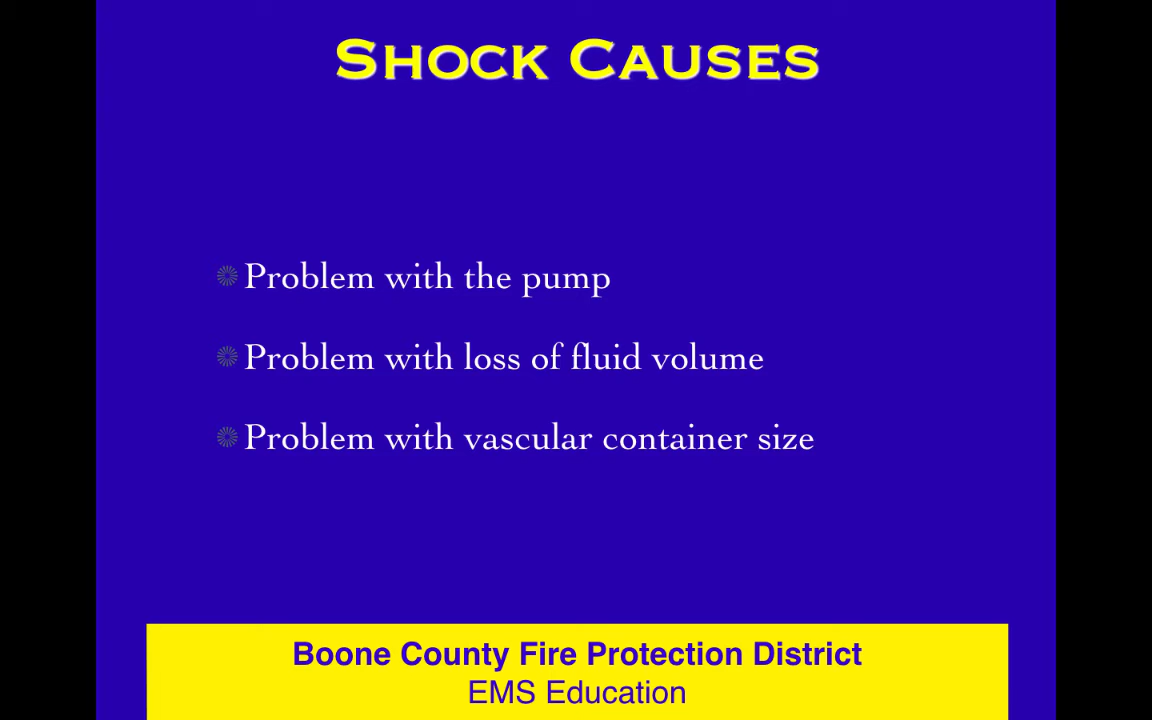 Shock Causes
Problem with the pump
Problem with loss of fluid volume
Problem with vascular container size
Boone County Fire Protection District
EMS Education